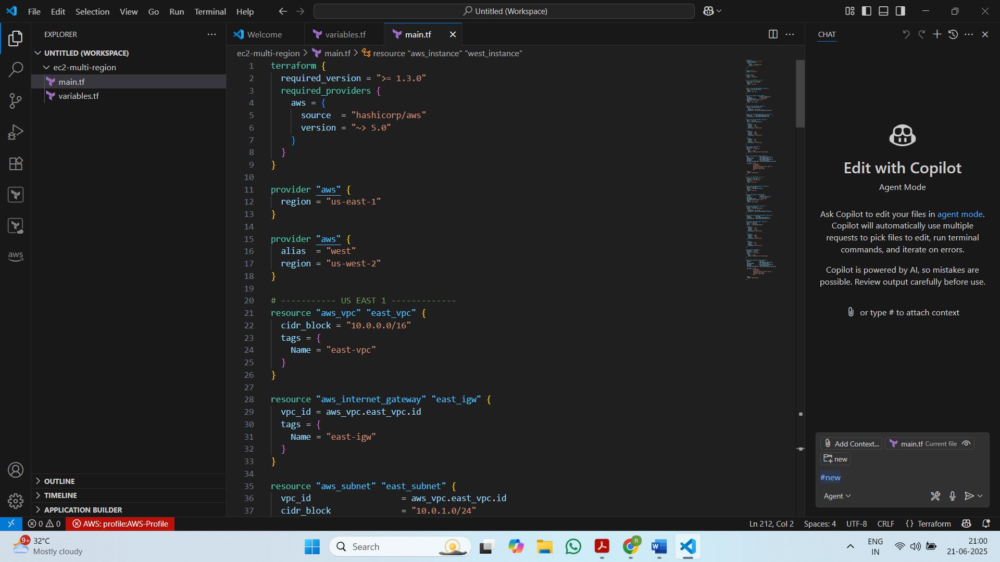 File Edit Selection View Go Run Terminal Help
Untitled (Workspace)
EXPLORER
UNTITLED (WORKSPACE)
ec2-multi-region
main.tf
variables.tf
aws
OUTLINE
TIMELINE
APPLICATION BUILDER
Welcome
variables.tf
main.tf
ec2-multi-region > main.tf > resource "aws_instance" "west_instance"
1 terraform {
2 required_version = ">= 1.3.0"
3 required_providers {
4 aws = {
5 source  = "hashicorp/aws"
6 version = "~> 5.0"
7 }
8 }
9 }
10
11 provider "aws" {
12 region = "us-east-1"
13 }
14
15 provider "aws" {
16 alias  = "west"
17 region = "us-west-2"
18 }
19
20 # ----------- US EAST 1 -------------
21 resource "aws_vpc" "east_vpc" {
22 cidr_block = "10.0.0.0/16"
23 tags = {
24 Name = "east-vpc"
25 }
26 }
27
28 resource "aws_internet_gateway" "east_igw" {
29 vpc_id = aws_vpc.east_vpc.id
30 tags = {
31 Name = "east-igw"
32 }
33 }
34
35 resource "aws_subnet" "east_subnet" {
36 vpc_id                  = aws_vpc.east_vpc.id
37 cidr_block              = "10.0.1.0/24"
CHAT
Edit with Copilot
Agent Mode
Ask Copilot to edit your files in agent mode.
Copilot will automatically use multiple
requests to pick files to edit, run terminal
commands, and iterate on errors.
Copilot is powered by AI, so mistakes are
possible. Review output carefully before use.
or type # to attach context
Add Context... main.tf Current file
new
#new
Agent
0 0 AWS: profile:AWS-Profile
Ln 212, Col 2 Spaces: 4 UTF-8 CRLF {} Terraform
9+
32°C
Mostly cloudy
Search
R
W
ENG
IN
21:00
21-06-2025